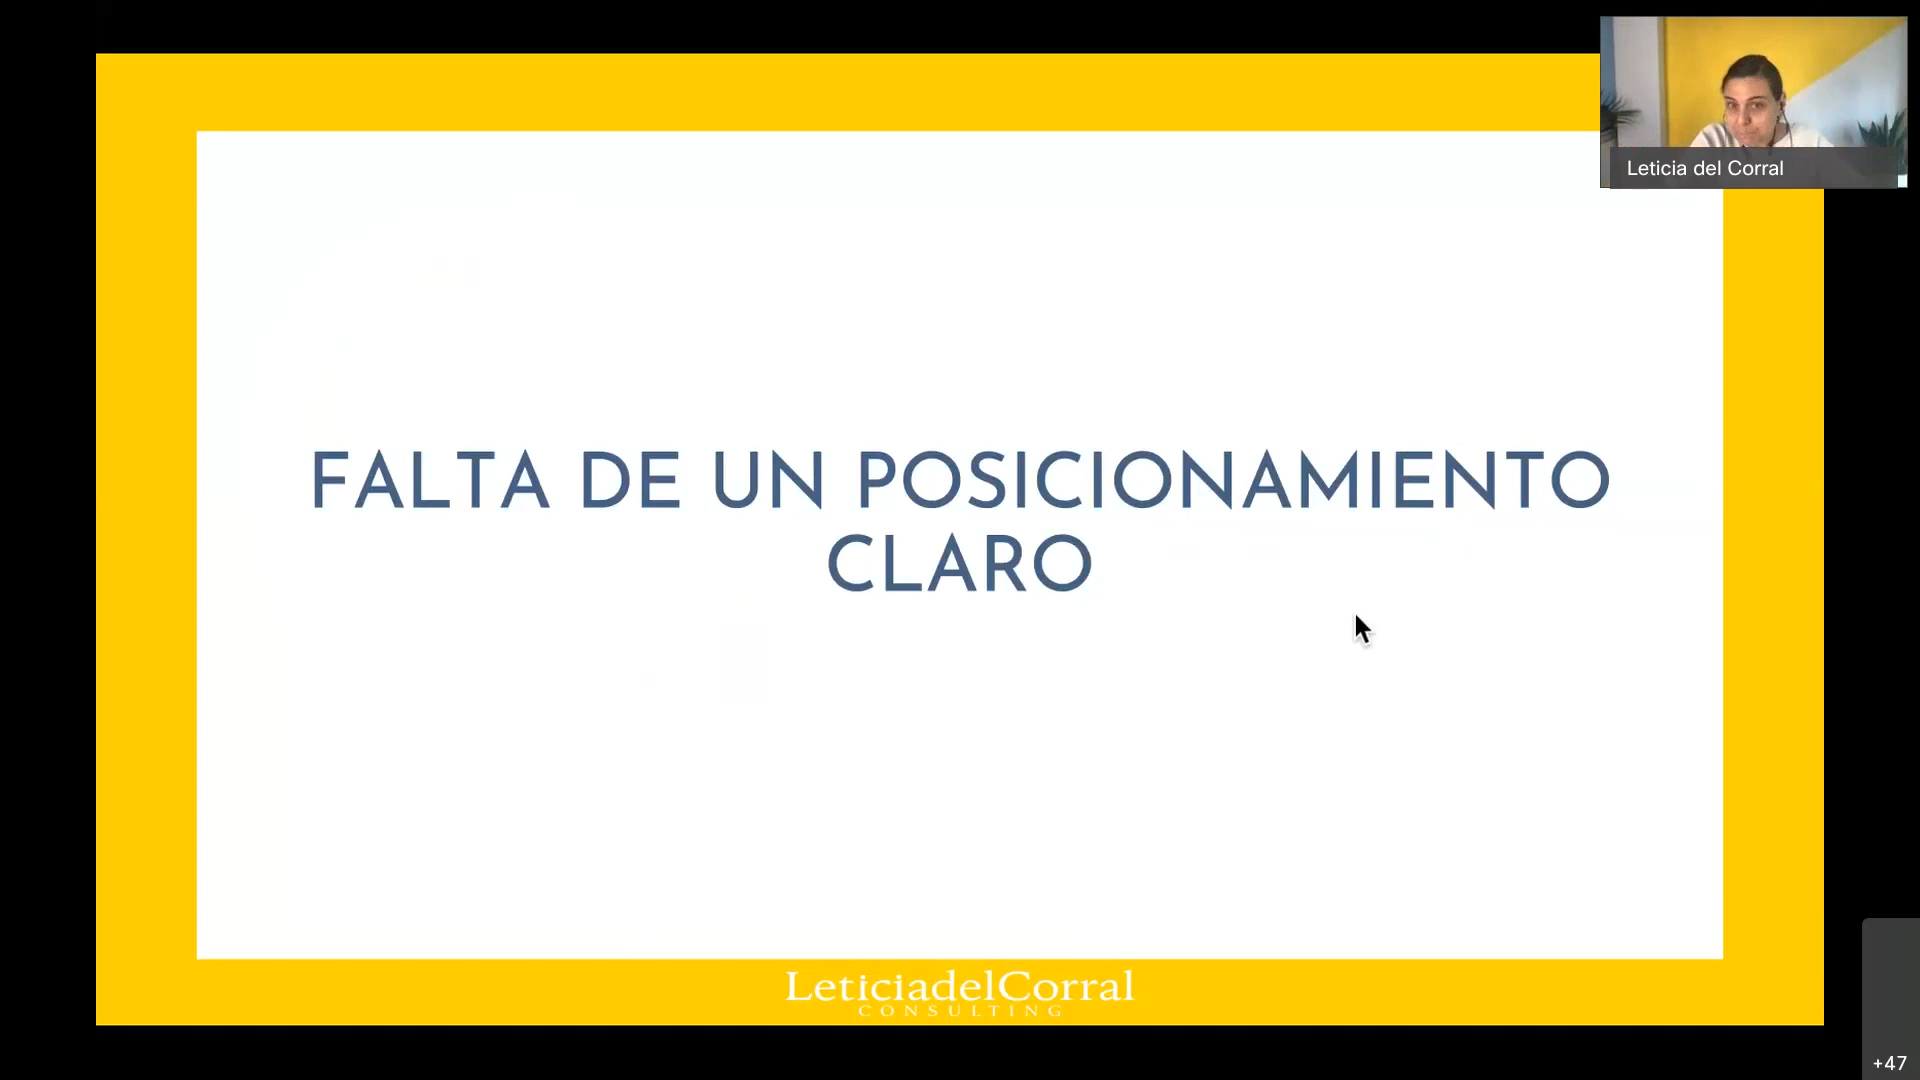 Leticia del Corral
FALTA DE UN POSICIONAMIENTO
CLARO
LeticiadelCorral
CONSULTING
+47